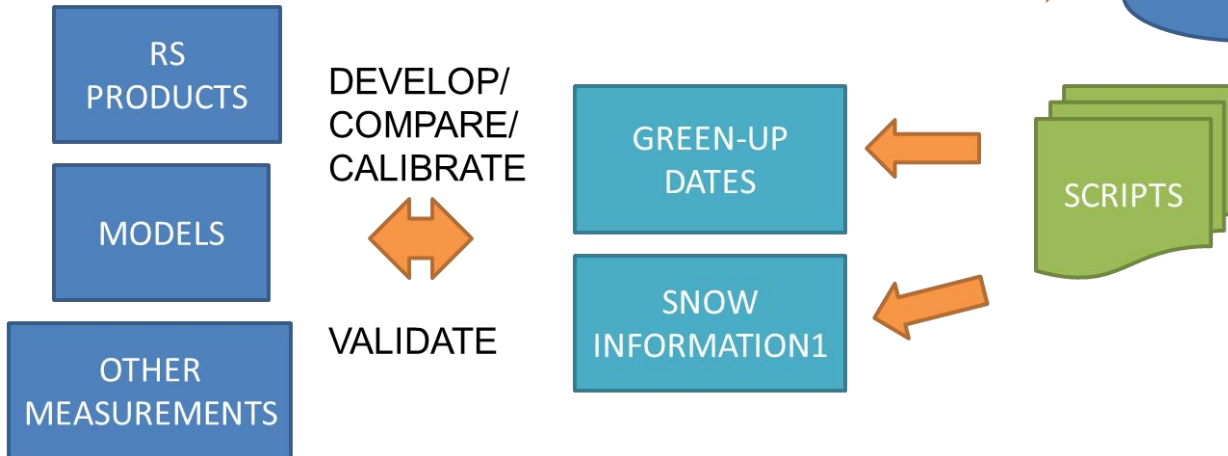 RS
PRODUCTS
MODELS
OTHER
MEASUREMENTS
DEVELOP/
COMPARE/
CALIBRATE
VALIDATE
GREEN-UP
DATES
SNOW
INFORMATION1
SCRIPTS